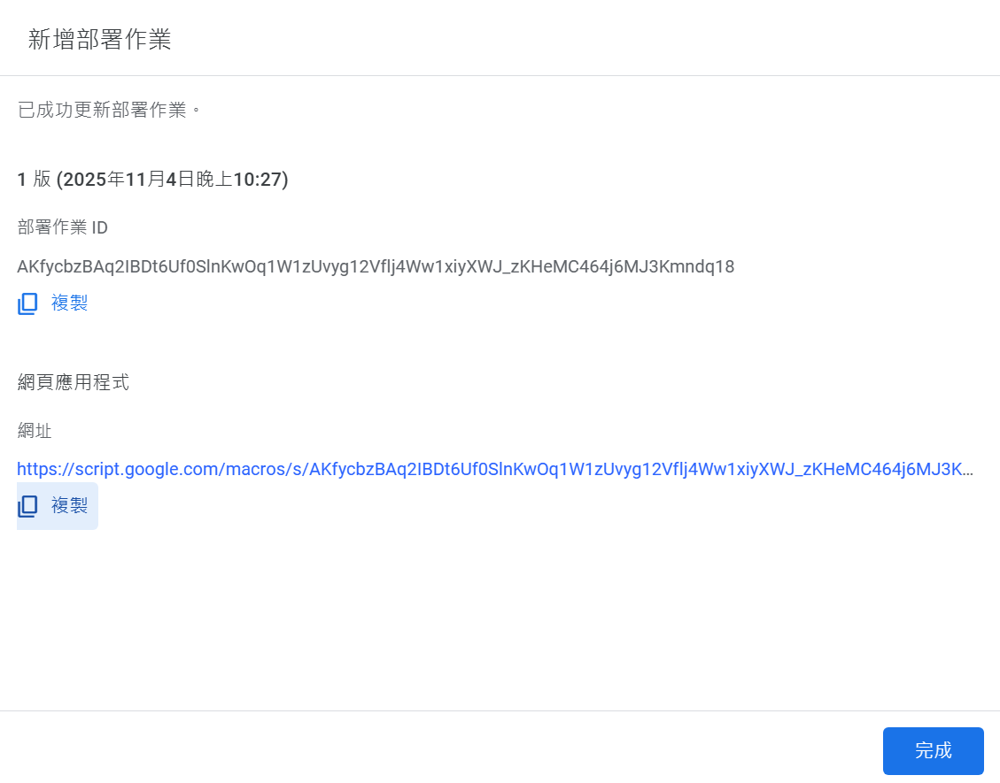 新增部署作業
已成功更新部署作業。
1 版 (2025年11月4日晚上10:27)
部署作業 ID
AKfycbzBAq2IBDt6Uf0SlnKwOq1W1zUvyg12Vflj4Ww1xiyXWJ_zKHeMC464j6MJ3Kmndq18
複製
網頁應用程式
網址
https://script.google.com/macros/s/AKfycbzBAq2IBDt6Uf0SlnKwOq1W1zUvyg12Vflj4Ww1xiyXWJ_zKHeMC464j6MJ3K...
複製
完成